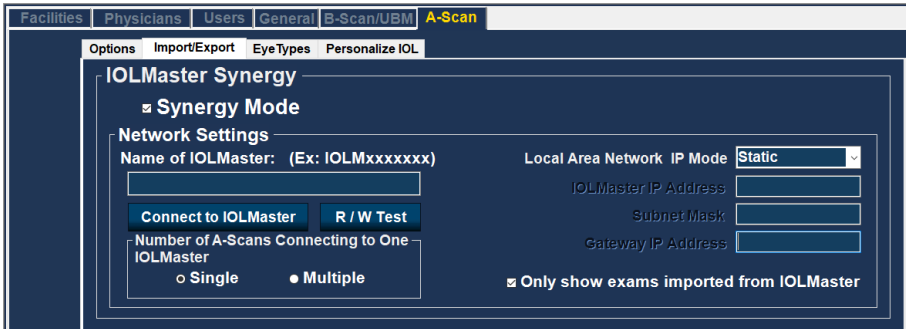 Facilities Physicians Users General B-Scan/UBM A-Scan
Options Import/Export EyeTypes Personalize IOL
IOLMaster Synergy
Synergy Mode
Network Settings
Name of IOLMaster: (Ex: IOLMxxxxxxx)
Local Area Network IP Mode Static
IOLMaster IP Address
Connect to IOLMaster R / W Test
Subnet Mask
Number of A-Scans Connecting to One
IOLMaster
Gateway IP Address
Single Multiple
Only show exams imported from IOLMaster